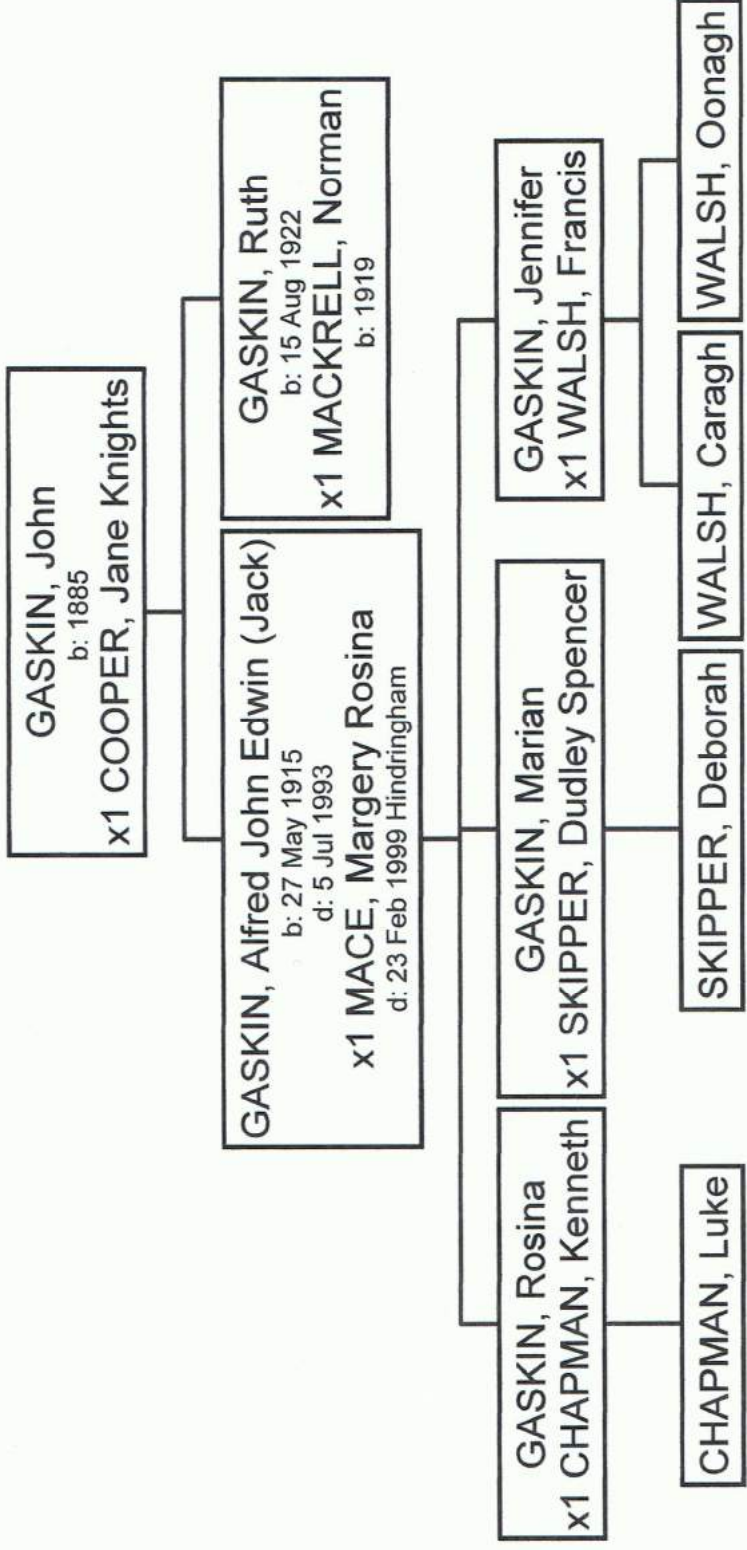 GASKIN, John
b: 1885
x1 COOPER, Jane Knights
GASKIN, Alfred John Edwin (Jack)
b: 27 May 1915
d: 5 Jul 1993
x1 MACE, Margery Rosina
d: 23 Feb 1999 Hindringham
GASKIN, Ruth
b: 15 Aug 1922
x1 MACKRELL, Norman
b: 1919
GASKIN, Rosina
x1 CHAPMAN, Kenneth
GASKIN, Marian
x1 SKIPPER, Dudley Spencer
GASKIN, Jennifer
x1 WALSH, Francis
CHAPMAN, Luke
SKIPPER, Deborah
WALSH, Caragh
WALSH, Oonagh